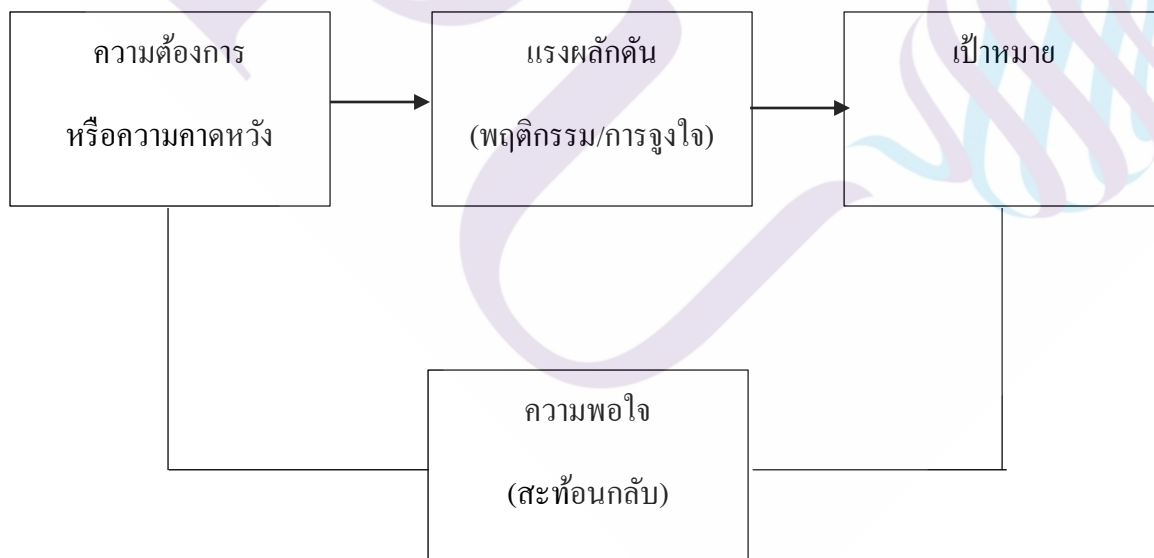 ความต้องการ
หรือความคาดหวัง
แรงผลักดัน
(พฤติกรรม/การจูงใจ)
เป้าหมาย
ความพอใจ
(สะท้อนกลับ)